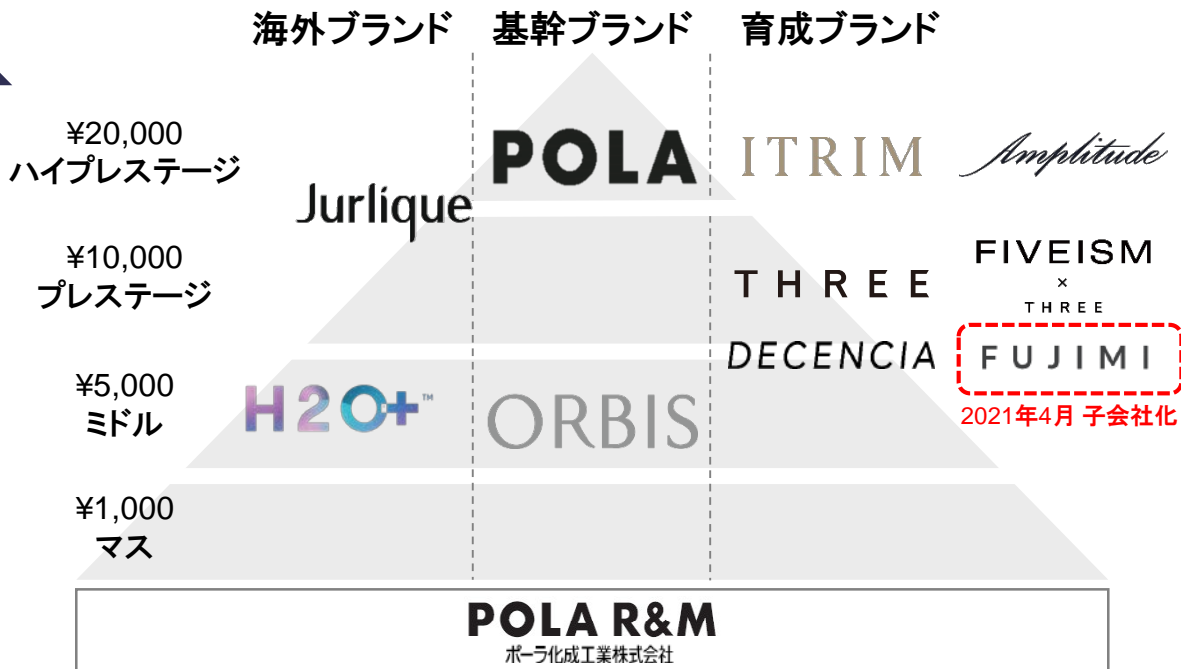 海外ブランド
基幹ブランド
育成ブランド
¥20,000
ハイプレステージ
POLA
ITRIM
Amplitude
Jurlique
¥10,000
プレステージ
THREE
FIVEISM
×
THREE
DECENCIA
FUJIMI
2021年4月 子会社化
¥5,000
ミドル
H2O+™
ORBIS
¥1,000
マス
POLA R&M
ポーラ化成工業株式会社